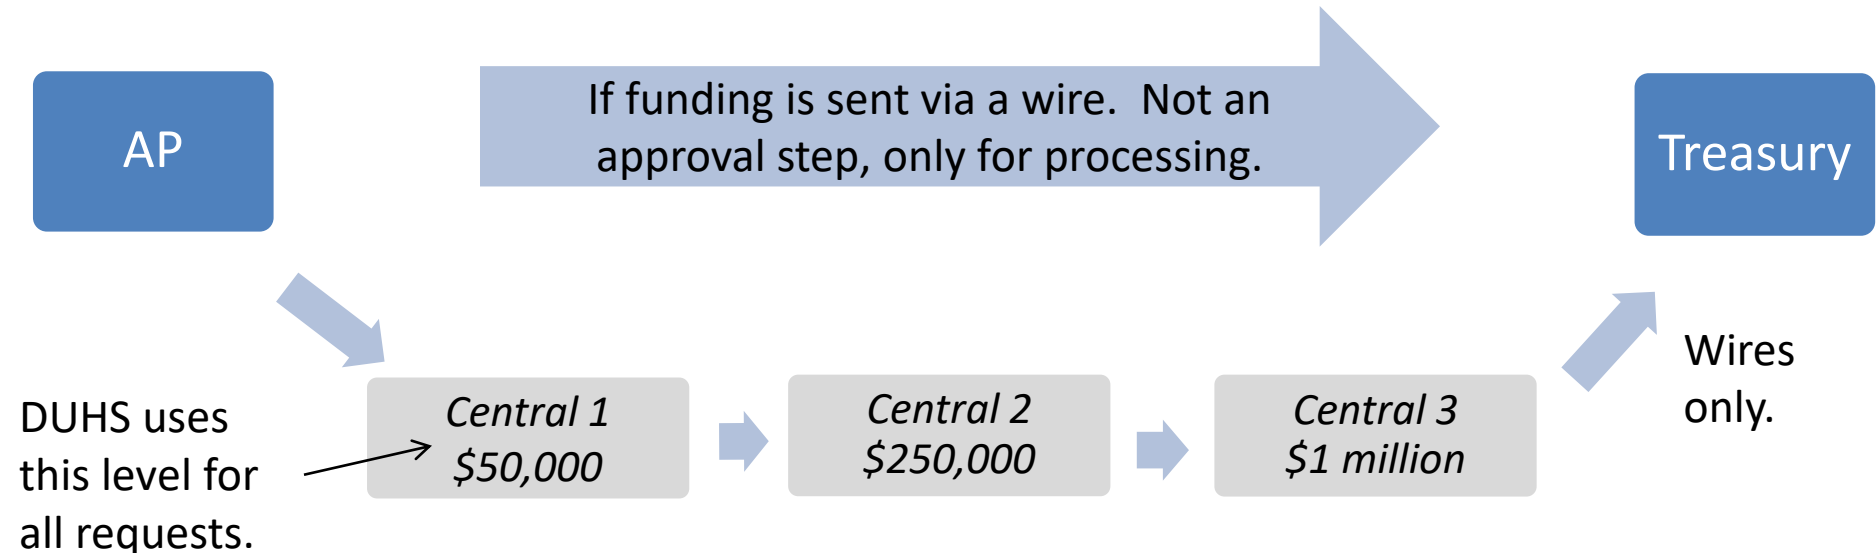 AP
If funding is sent via a wire.  Not an
approval step, only for processing.
Treasury
DUHS uses
this level for
all requests.
Central 1
$50,000
Central 2
$250,000
Central 3
$1 million
Wires
only.